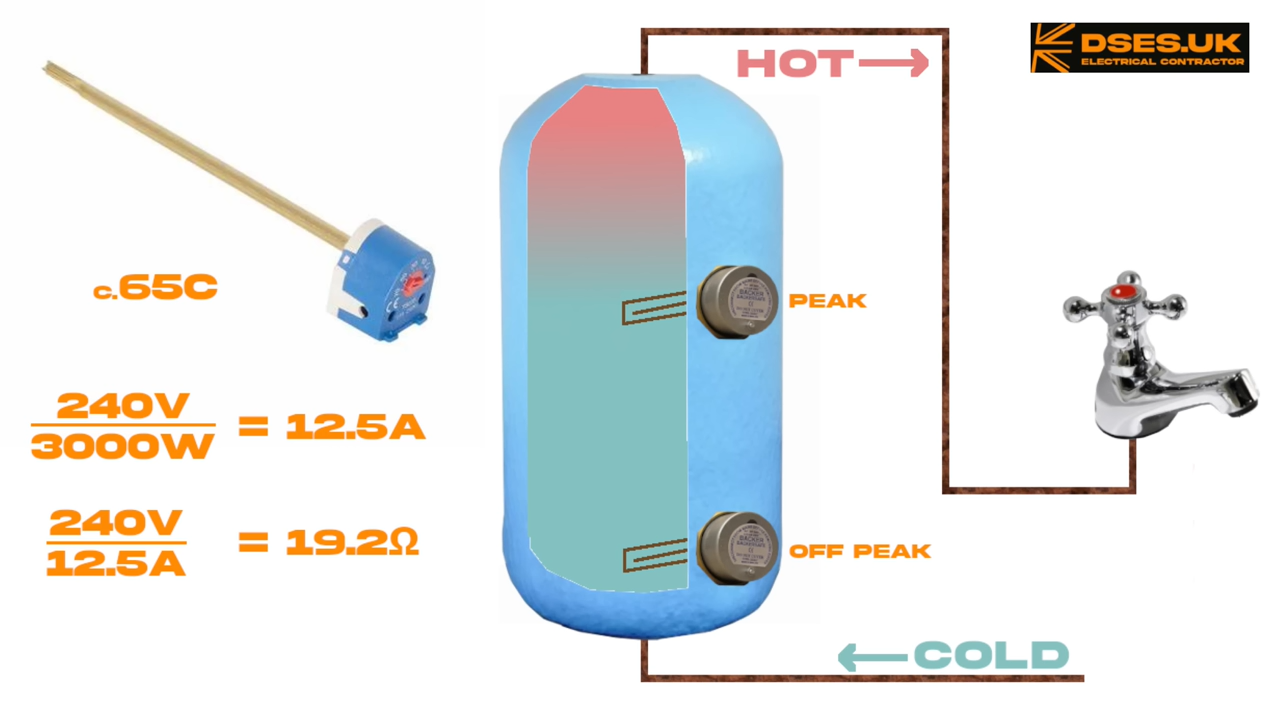 HOT
DSES.UK
ELECTRICAL CONTRACTOR
c.65C
PEAK
240V
3000W
= 12.5A
240V
12.5A
= 19.2Ω
OFF PEAK
COLD